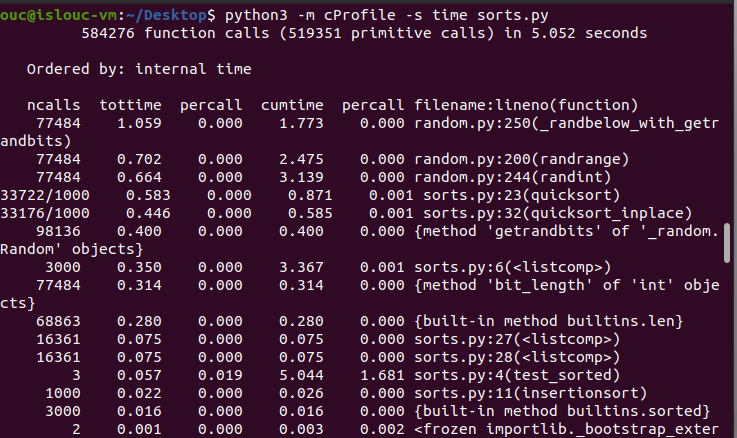 ouc@islouc-vm:~/Desktop$ python3 -m cProfile -s time sorts.py
         584276 function calls (519351 primitive calls) in 5.052 seconds
   Ordered by: internal time
   ncalls  tottime  percall  cumtime  percall filename:lineno(function)
    77484    1.059    0.000    1.773    0.000 random.py:250(_randbelow_with_getr
andbits)
    77484    0.702    0.000    2.475    0.000 random.py:200(randrange)
    77484    0.664    0.000    3.139    0.000 random.py:244(randint)
33722/1000    0.583    0.000    0.871    0.001 sorts.py:23(quicksort)
33176/1000    0.446    0.000    0.585    0.001 sorts.py:32(quicksort_inplace)
    98136    0.400    0.000    0.400    0.000 {method 'getrandbits' of '_random.
Random' objects}
     3000    0.350    0.000    3.367    0.001 sorts.py:6(<listcomp>)
    77484    0.314    0.000    0.314    0.000 {method 'bit_length' of 'int' obje
cts}
    68863    0.280    0.000    0.280    0.000 {built-in method builtins.len}
    16361    0.075    0.000    0.075    0.000 sorts.py:27(<listcomp>)
    16361    0.075    0.000    0.075    0.000 sorts.py:28(<listcomp>)
        3    0.057    0.019    5.044    1.681 sorts.py:4(test_sorted)
     1000    0.022    0.000    0.026    0.000 sorts.py:11(insertionsort)
     3000    0.016    0.000    0.016    0.000 {built-in method builtins.sorted}
        2    0.001    0.000    0.003    0.002 <frozen importlib._bootstrap_exter